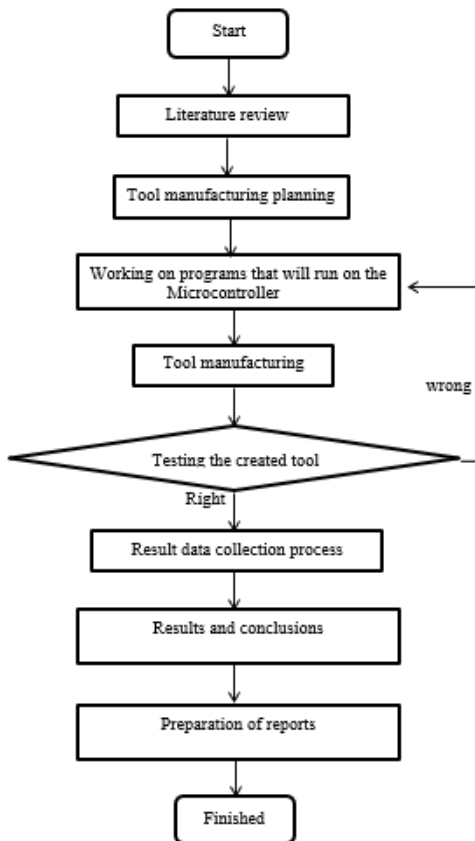 Start
Literature review
Tool manufacturing planning
Working on programs that will run on the
Microcontroller
Tool manufacturing
wrong
Testing the created tool
Right
Result data collection process
Results and conclusions
Preparation of reports
Finished